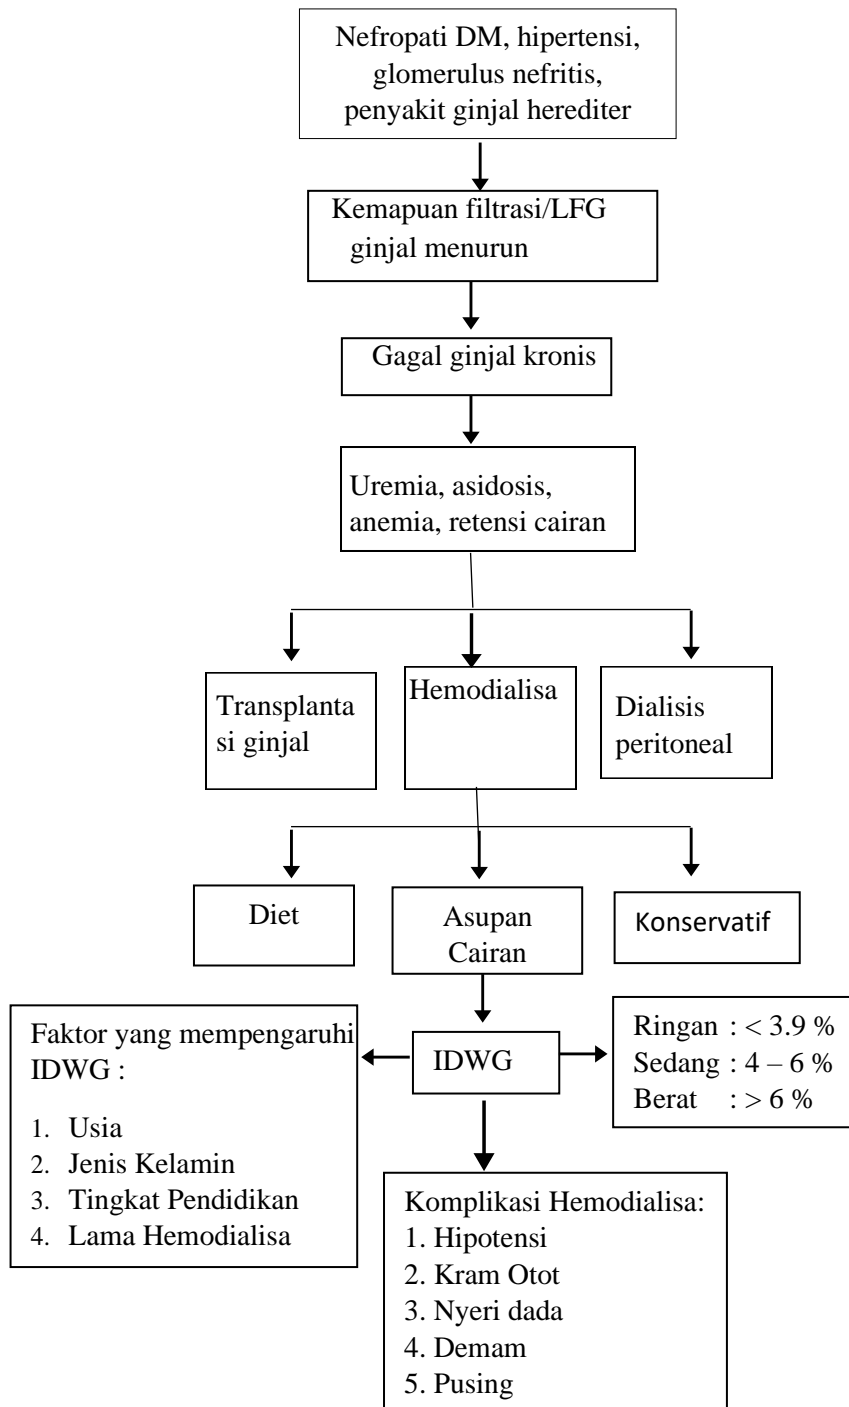 Nefropati DM, hipertensi,
glomerulus nefritis,
penyakit ginjal herediter
Kemapuan filtrasi/LFG
ginjal menurun
Gagal ginjal kronis
Uremia, asidosis,
anemia, retensi cairan
Transplanta
si ginjal
Hemodialisa
Dialisis
peritoneal
Diet
Asupan
Cairan
Konservatif
Faktor yang mempengaruhi
IDWG :
1. Usia
2. Jenis Kelamin
3. Tingkat Pendidikan
4. Lama Hemodialisa
IDWG
Ringan : < 3.9 %
Sedang : 4 – 6 %
Berat : > 6 %
Komplikasi Hemodialisa:
1. Hipotensi
2. Kram Otot
3. Nyeri dada
4. Demam
5. Pusing